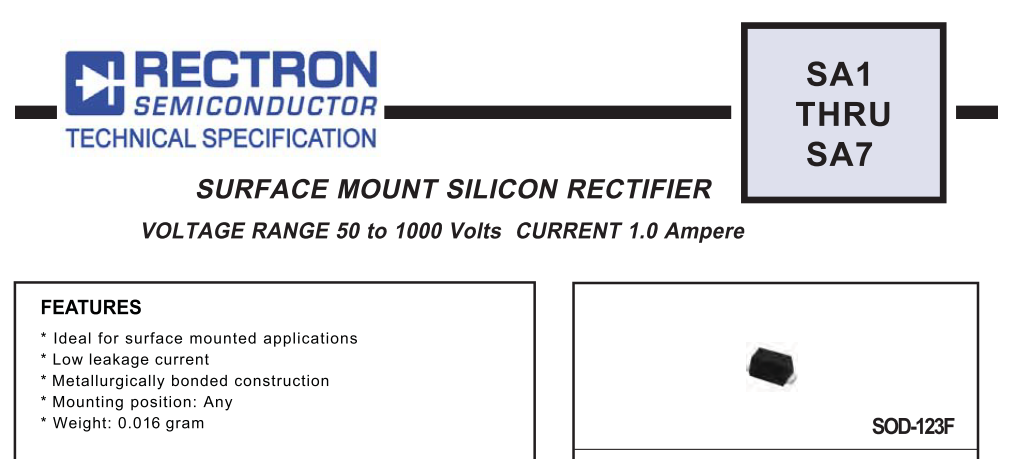 RECTRON
SEMICONDUCTOR
TECHNICAL SPECIFICATION
SA1
THRU
SA7
SURFACE MOUNT SILICON RECTIFIER
VOLTAGE RANGE 50 to 1000 Volts CURRENT 1.0 Ampere
FEATURES
* Ideal for surface mounted applications
* Low leakage current
* Metallurgically bonded construction
* Mounting position: Any
* Weight: 0.016 gram
SOD-123F